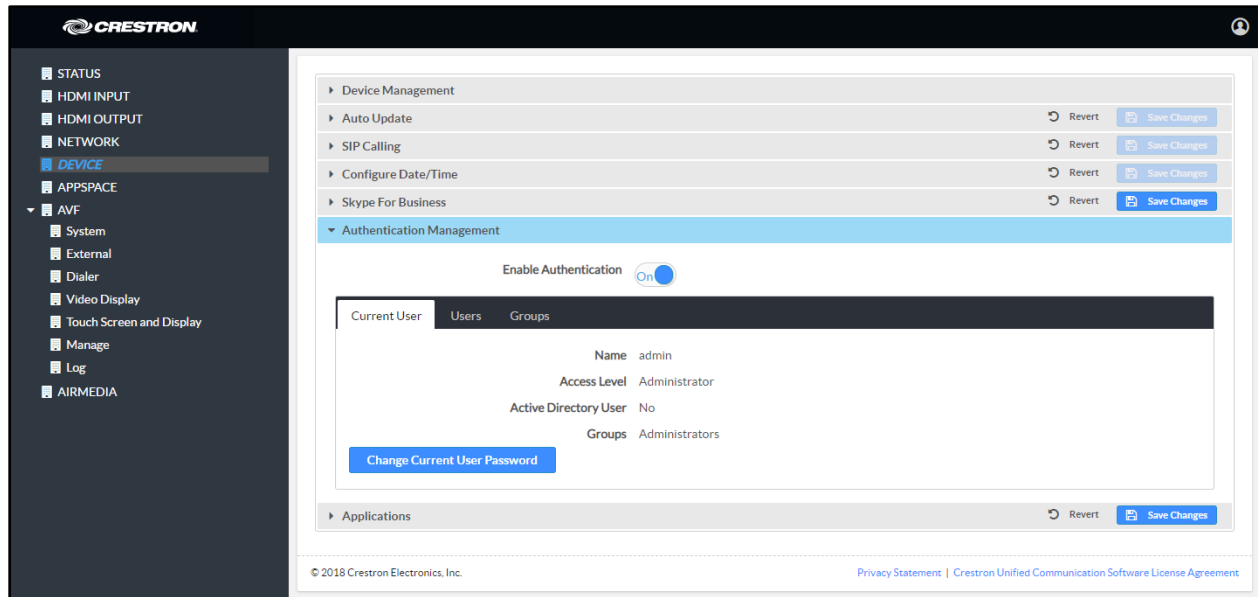 CRESTRON
STATUS
HDMI INPUT
HDMI OUTPUT
NETWORK
DEVICE
APPSPACE
AVF
System
External
Dialer
Video Display
Touch Screen and Display
Manage
Log
AIRMEDIA
Device Management
Auto Update Revert Save Changes
SIP Calling Revert Save Changes
Configure Date/Time Revert Save Changes
Skype For Business Revert Save Changes
Authentication Management
Enable Authentication On
Current User Users Groups
Name admin
Access Level Administrator
Active Directory User No
Groups Administrators
Change Current User Password
Applications Revert Save Changes
© 2018 Crestron Electronics, Inc. Privacy Statement | Crestron Unified Communication Software License Agreement